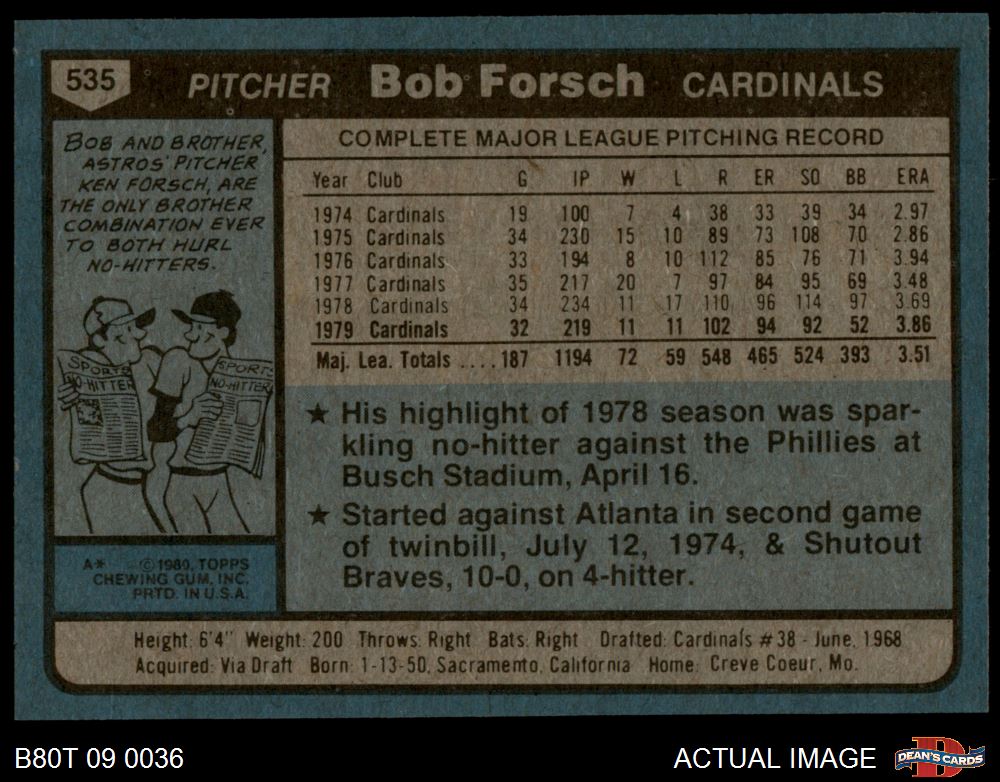 535 PITCHER Bob Forsch CARDINALS
BOB AND BROTHER,
ASTROS' PITCHER
KEN FORSCH, ARE
THE ONLY BROTHER
COMBINATION EVER
TO BOTH HURL
NO-HITTERS.
SPORTS
NO-HITTER
SPORTS
NO-HITTER
A* ©1980, TOPPS
CHEWING GUM, INC.
PRTD. IN U.S.A.
COMPLETE MAJOR LEAGUE PITCHING RECORD
Year Club G IP W L R ER SO BB ERA
1974 Cardinals 19 100 7 4 38 33 39 34 2.97
1975 Cardinals 34 230 15 10 89 73 108 70 2.86
1976 Cardinals 33 194 8 10 112 85 76 71 3.94
1977 Cardinals 35 217 20 7 97 84 95 69 3.48
1978 Cardinals 34 234 11 17 110 96 114 97 3.69
1979 Cardinals 32 219 11 11 102 94 92 52 3.86
Maj. Lea. Totals ....187 1194 72 59 548 465 524 393 3.51
★ His highlight of 1978 season was spar-
kling no-hitter against the Phillies at
Busch Stadium, April 16.
★ Started against Atlanta in second game
of twinbill, July 12, 1974, & Shutout
Braves, 10-0, on 4-hitter.
Height: 6'4" Weight: 200 Throws: Right Bats: Right Drafted: Cardinals #38 - June, 1968
Acquired: Via Draft Born: 1-13-50, Sacramento, California Home: Creve Coeur, Mo.
B80T 09 0036
ACTUAL IMAGE
D
DEAN'S CARDS